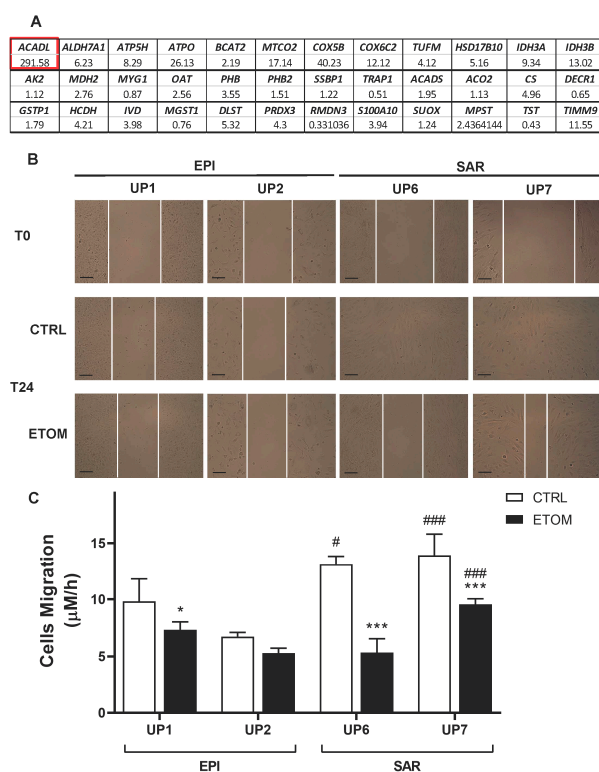 A
ACADL ALDH7A1 ATP5H ATPO BCAT2 MTCO2 COX5B COX6C2 TUFM HSD17B10 IDH3A IDH3B
291.58 6.23 8.29 26.13 2.19 17.14 40.23 12.12 4.12 5.16 9.34 13.02
AK2 MDH2 MYG1 OAT PHB PHB2 SSBP1 TRAP1 ACADS ACO2 CS DECR1
1.12 2.76 0.87 2.56 3.55 1.51 1.22 0.51 1.95 1.13 4.96 0.65
GSTP1 HCDH IVD MGST1 DLST PRDX3 RMDN3 S100A10 SUOX MPST TST TIMM9
1.79 4.21 3.98 0.76 5.32 4.3 0.331036 3.94 1.24 2.4364144 0.43 11.55
B
EPI SAR
UP1 UP2 UP6 UP7
T0
CTRL
T24
ETOM
C
CTRL
ETOM
Cells Migration
(μM/h)
15
10
5
0
*
#
***
###
###
***
UP1 UP2 UP6 UP7
EPI SAR